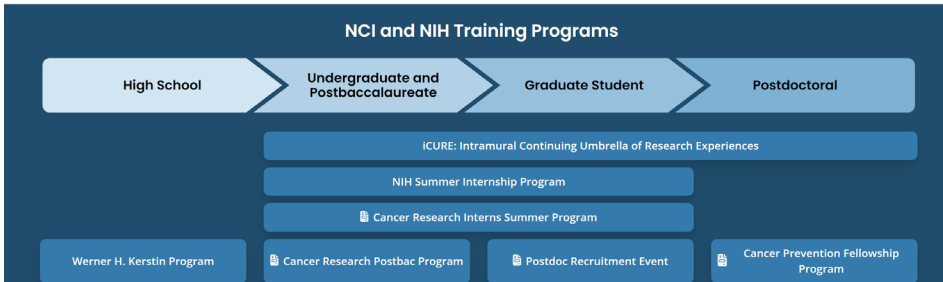 NCI and NIH Training Programs
High School
Undergraduate and
Postbaccalaureate
Graduate Student
Postdoctoral
iCURE: Intramural Continuing Umbrella of Research Experiences
NIH Summer Internship Program
Cancer Research Interns Summer Program
Werner H. Kerstin Program
Cancer Research Postbac Program
Postdoc Recruitment Event
Cancer Prevention Fellowship
Program